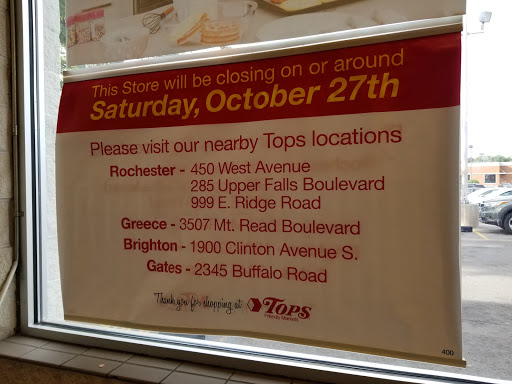 This Store will be closing on or around
Saturday, October 27th
Please visit our nearby Tops locations
Rochester - 450 West Avenue
285 Upper Falls Boulevard
999 E. Ridge Road
Greece - 3507 Mt. Read Boulevard
Brighton - 1900 Clinton Avenue S.
Gates - 2345 Buffalo Road
Thank you for shopping at TOPS
Friendly Markets
400